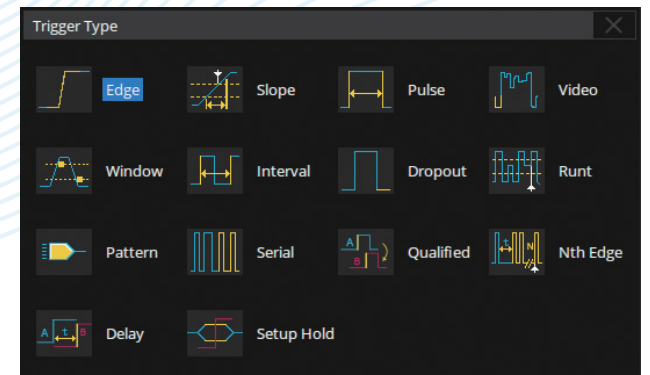 Trigger Type
Edge Slope Pulse Video
Window Interval Dropout Runt
Pattern Serial A B Qualified t N Nth Edge
A t B Delay Setup Hold